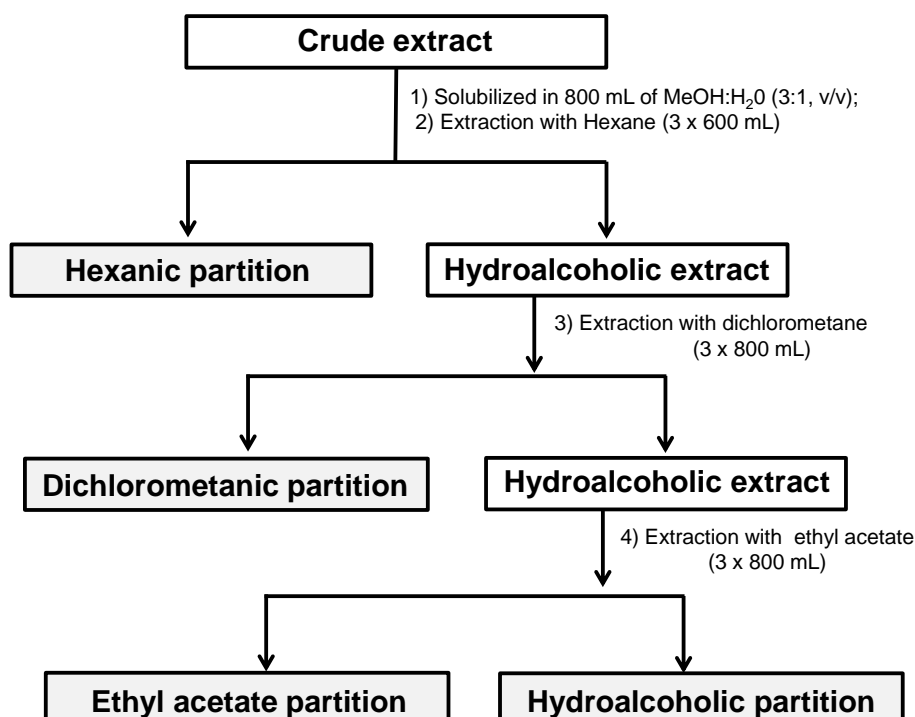 Crude extract
1) Solubilized in 800 mL of MeOH:H₂0 (3:1, v/v);
2) Extraction with Hexane (3 x 600 mL)
Hexanic partition
Hydroalcoholic extract
3) Extraction with dichlorometane
(3 x 800 mL)
Dichlorometanic partition
Hydroalcoholic extract
4) Extraction with ethyl acetate
(3 x 800 mL)
Ethyl acetate partition
Hydroalcoholic partition